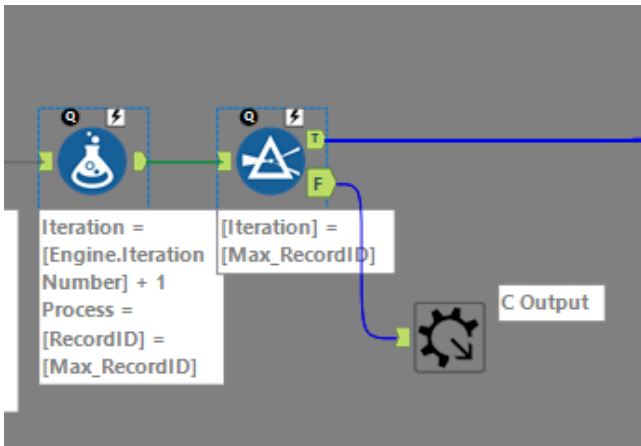 Q
Q
T
F
Iteration =
[Engine.Iteration
Number] + 1
Process =
[RecordID] =
[Max_RecordID]
[Iteration] =
[Max_RecordID]
C Output